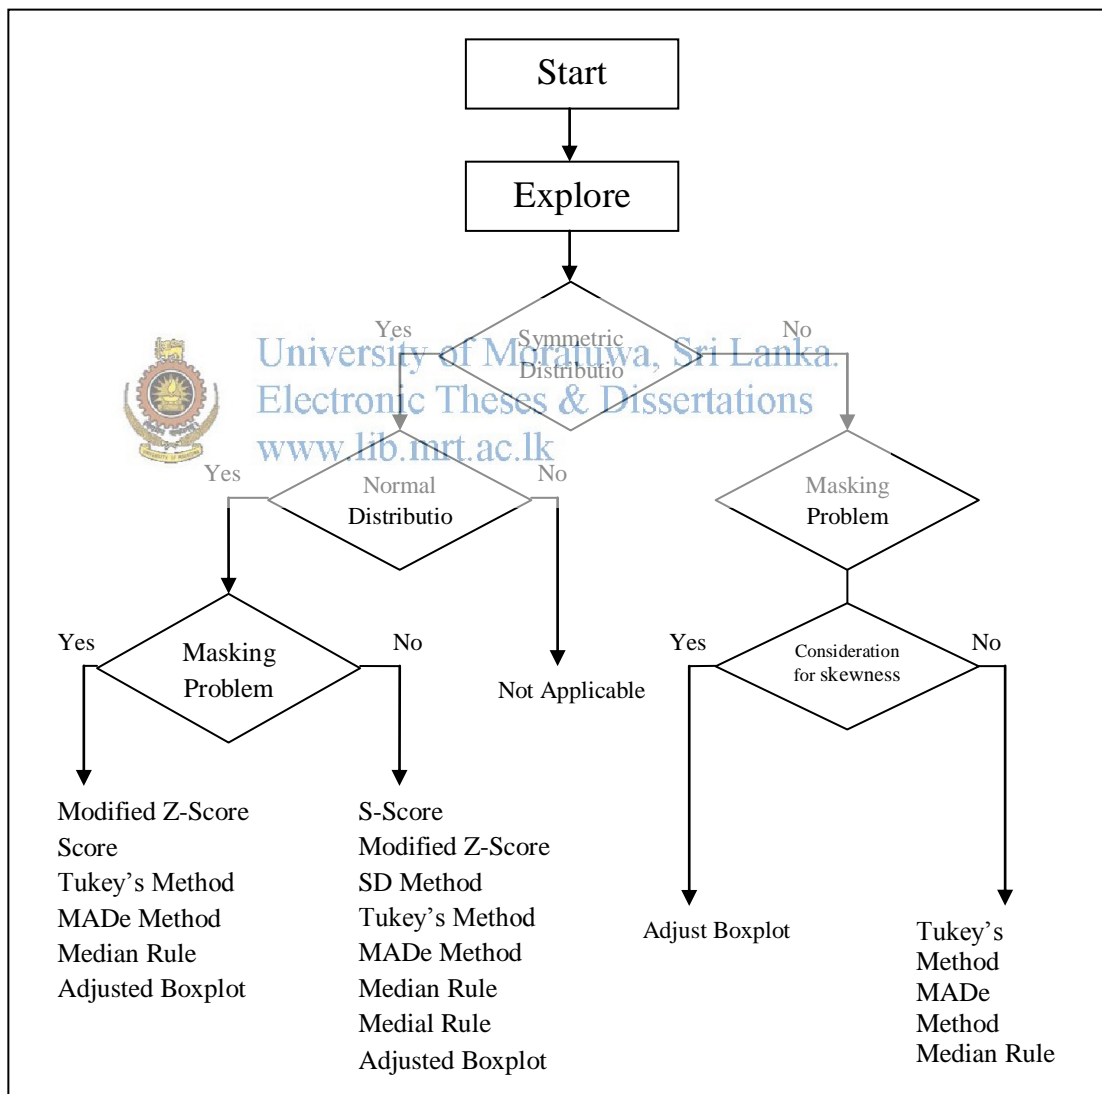 Start
Explore
Yes
Symmetric
Distributio
No
University of Moratuwa, Sri Lanka.
Electronic Theses & Dissertations
www.lib.mrt.ac.lk
Yes
Normal
Distributio
No
Masking
Problem
Yes
Masking
Problem
No
Not Applicable
Yes
Consideration
for skewness
No
Modified Z-Score
Score
Tukey's Method
MADe Method
Median Rule
Adjusted Boxplot
S-Score
Modified Z-Score
SD Method
Tukey's Method
MADe Method
Median Rule
Medial Rule
Adjusted Boxplot
Adjust Boxplot
Tukey's
Method
MADe
Method
Median Rule